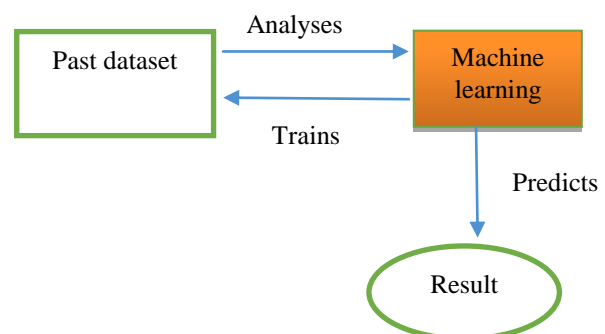 Analyses
Past dataset
Machine
learning
Trains
Predicts
Result